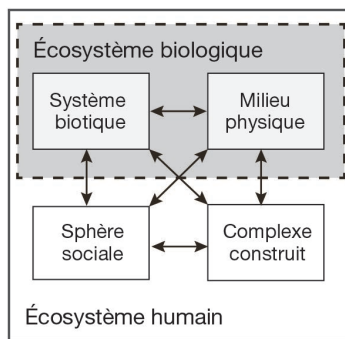 Écosystème biologique
Système
biotique
Milieu
physique
Sphère
sociale
Complexe
construit
Écosystème humain